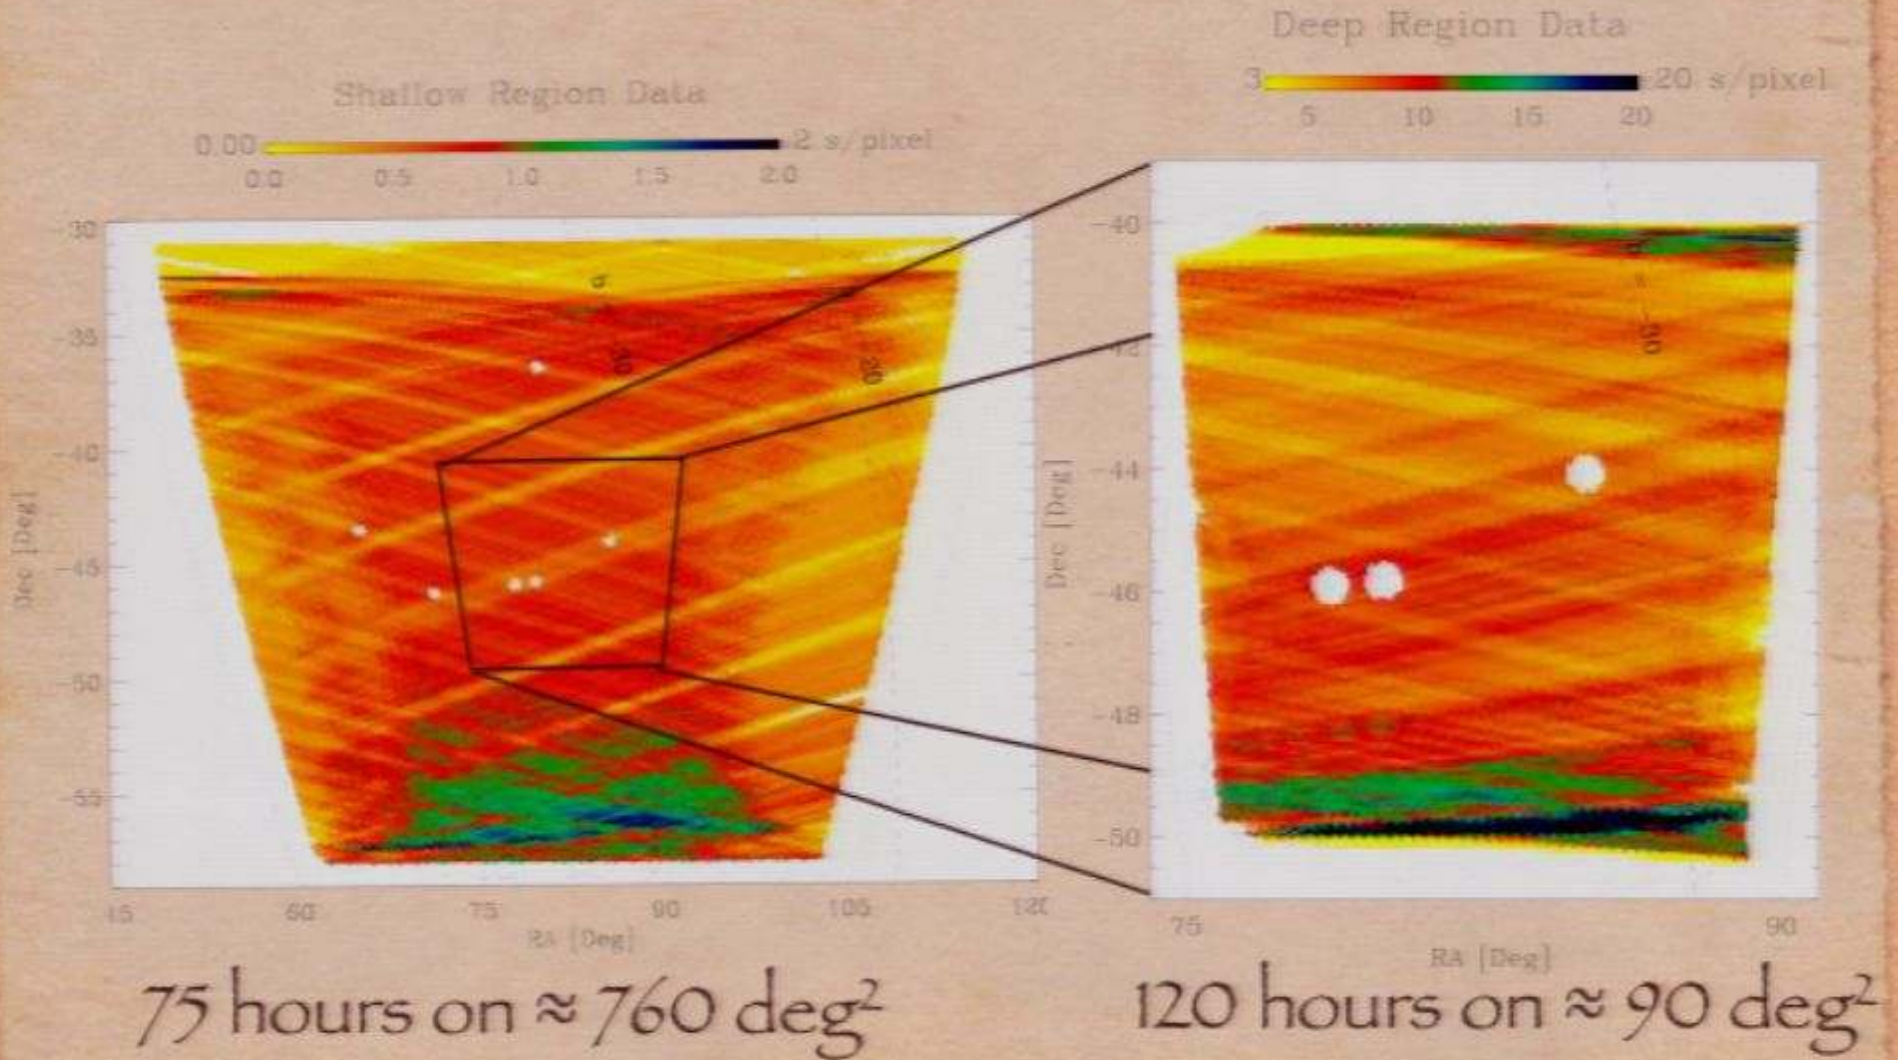 Shallow Region Data
0.00 2 s/pixel
0.0 0.5 1.0 1.5 2.0
Deep Region Data
3 20 s/pixel
5 10 15 20
-30
-35
-40
-45
-50
-55
Dec [Deg]
-30
-20
60 75 90 105
RA [Deg]
-40
-42
-44
-46
-48
-50
Dec [Deg]
b = -30
75 90
RA [Deg]
75 hours on ≈ 760 deg²
120 hours on ≈ 90 deg²